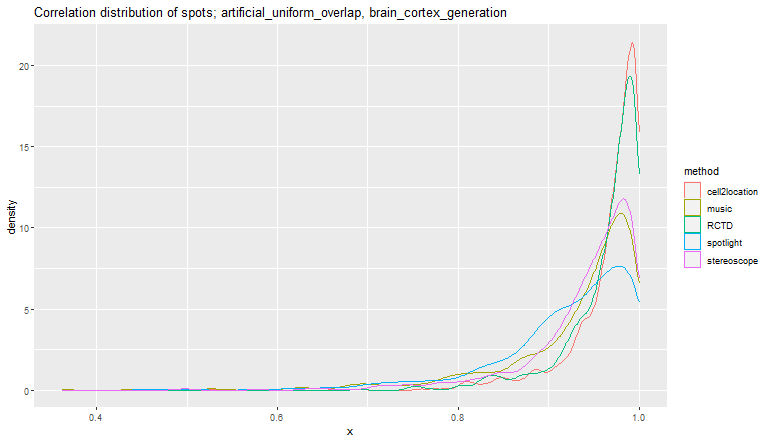 Correlation distribution of spots; artificial_uniform_overlap, brain_cortex_generation
20
15
10
5
0
density
0.4
0.6
0.8
1.0
x
method
cell2location
music
RCTD
spotlight
stereoscope